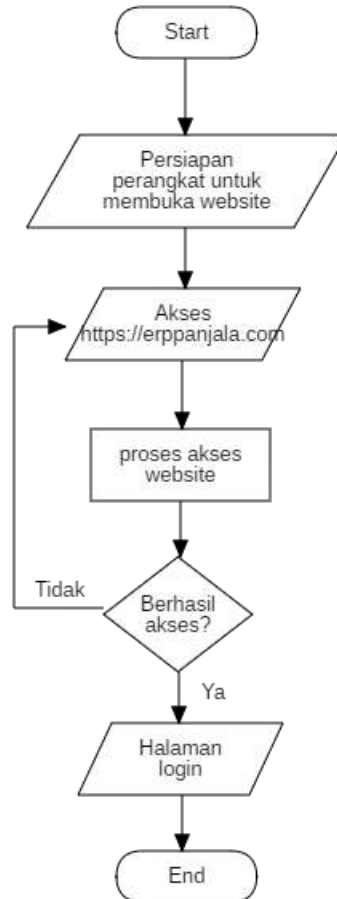 Start
Persiapan
perangkat untuk
membuka website
Akses
https://erppanjala.com
proses akses
website
Tidak
Berhasil
akses?
Ya
Halaman
login
End